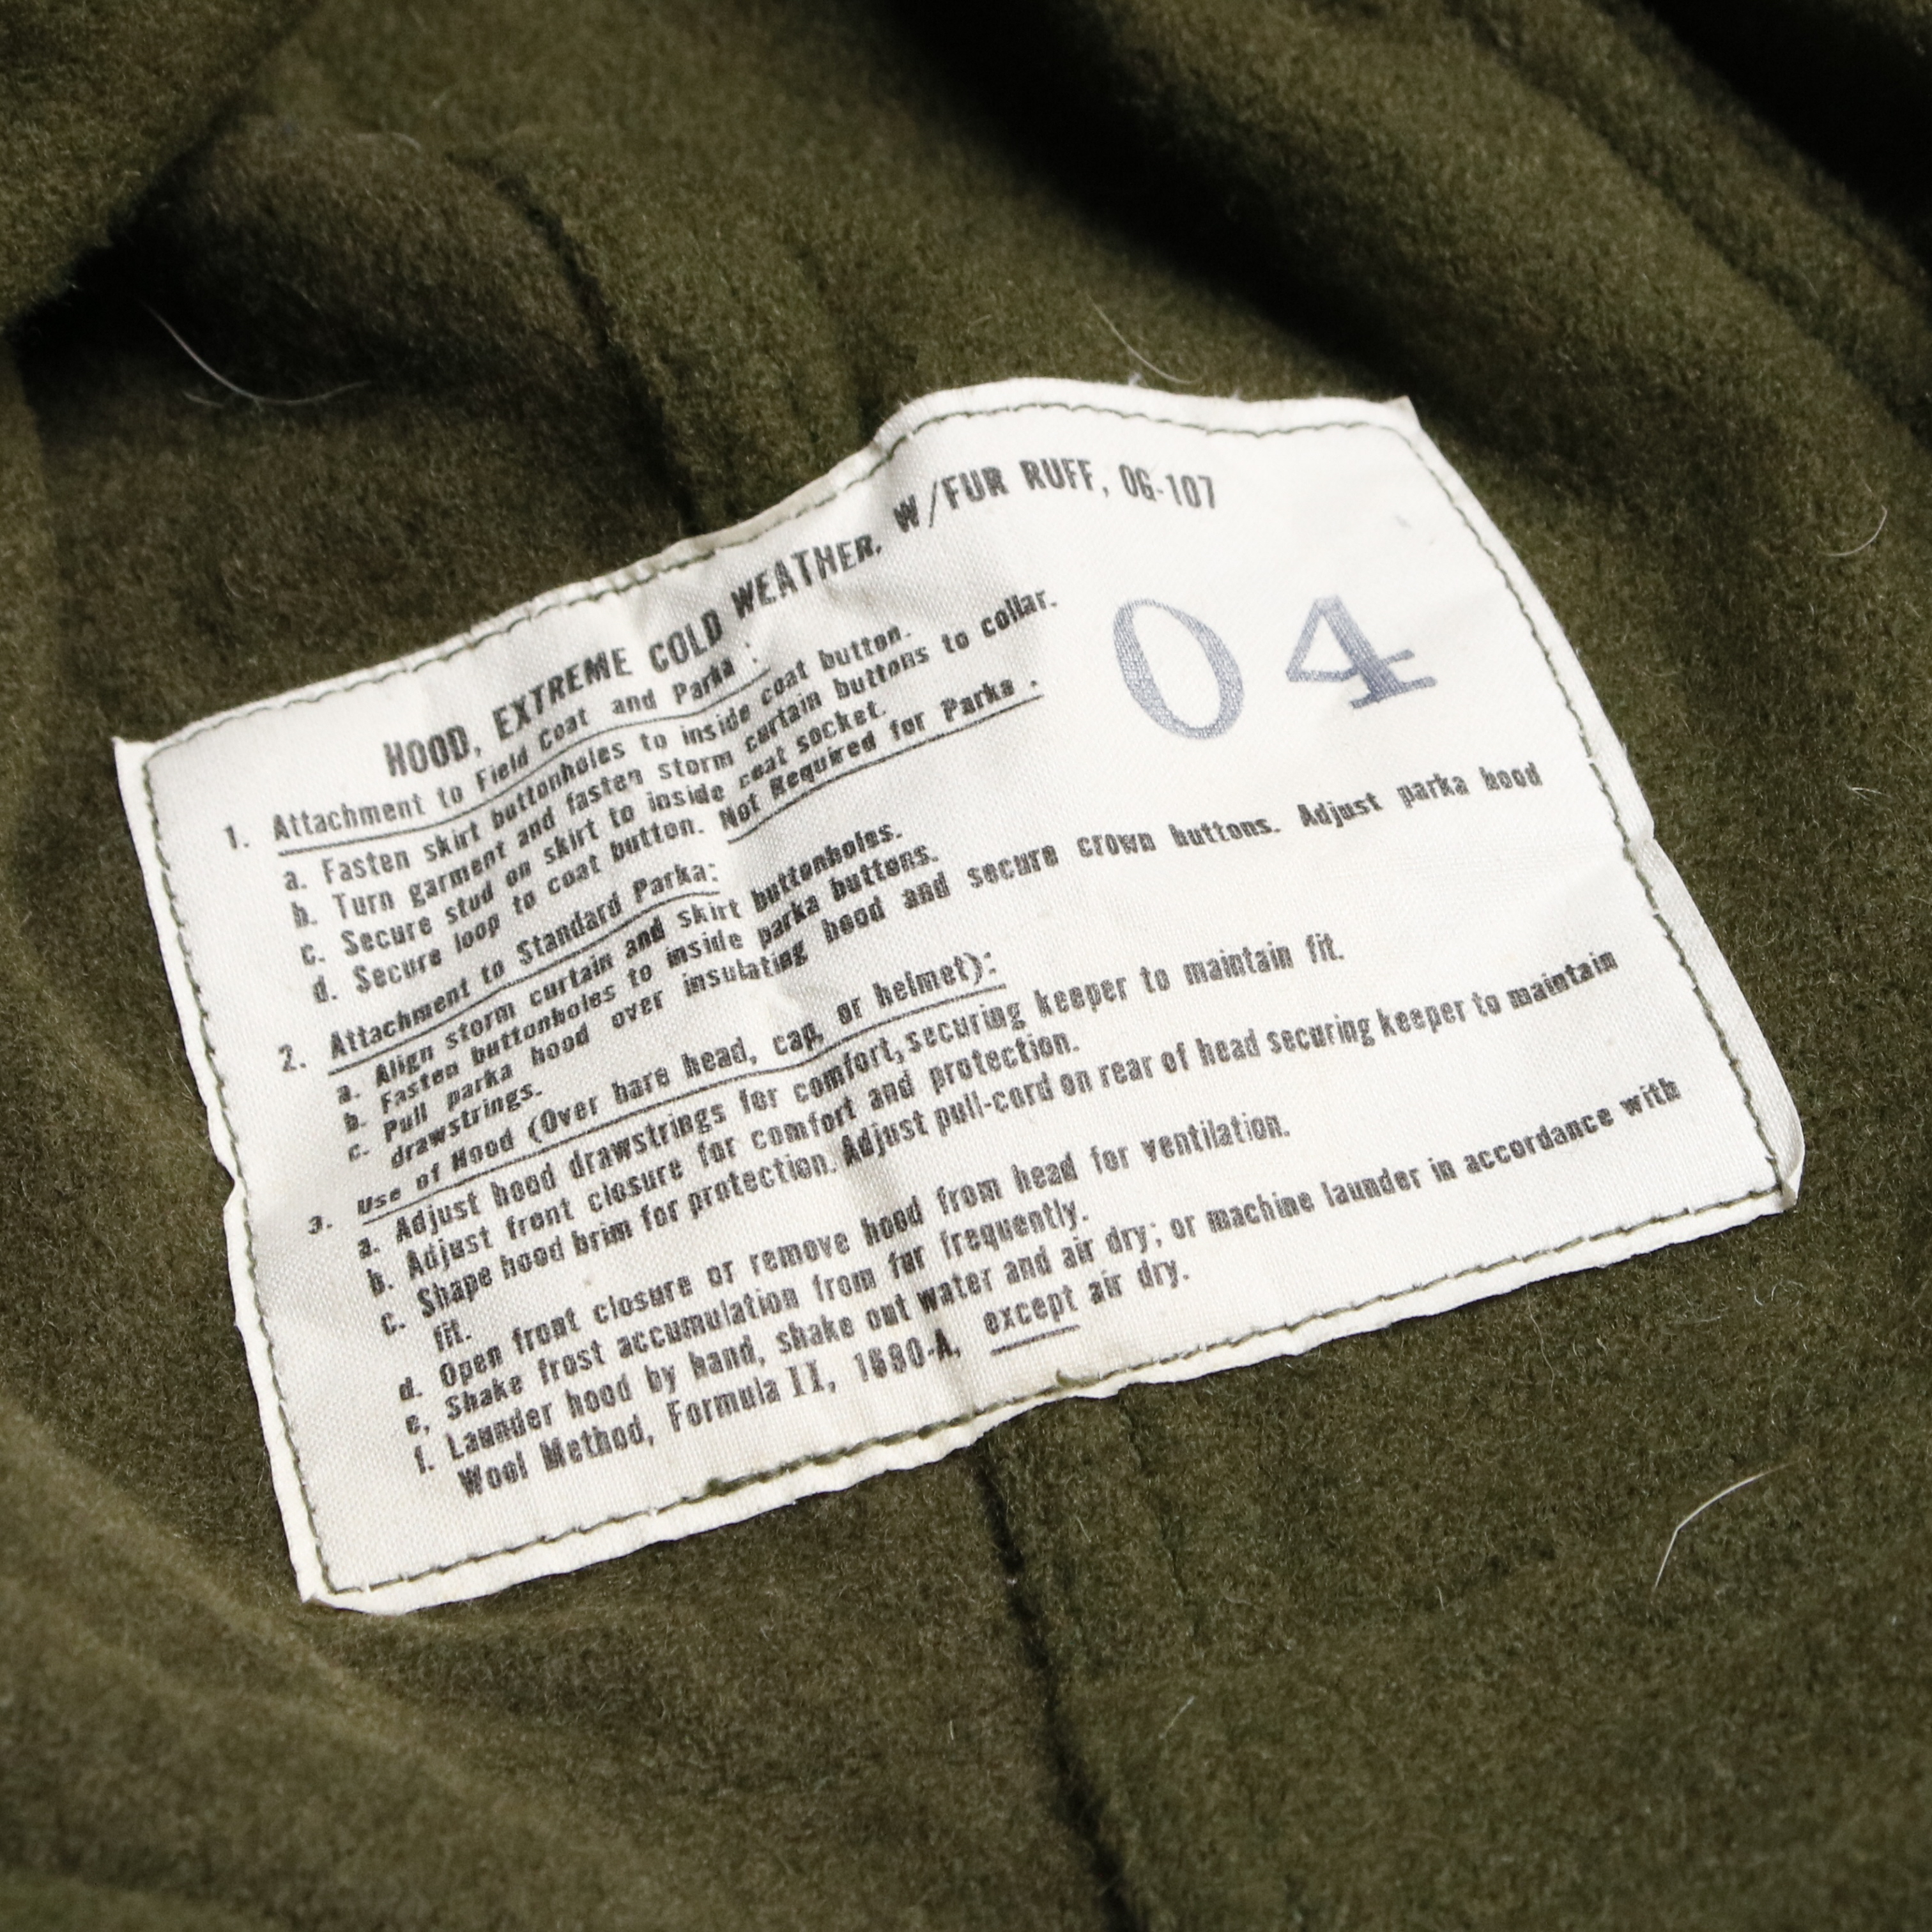 HOOD, EXTREME COLD WEATHER, W/FUR RUFF, OG-107
04
1. Attachment to Field Coat and Parka :
a. Fasten skirt buttonholes to inside coat button.
b. Turn garment and fasten storm curtain buttons to collar.
c. Secure stud on skirt to inside coat socket.
d. Secure loop to coat button. Not Required for Parka .
2. Attachment to Standard Parka:
a. Align storm curtain and skirt buttonholes.
b. Fasten buttonholes to inside parka buttons.
c. Pull parka hood over insulating hood and secure crown buttons. Adjust parka hood
drawstrings.
3. Use of Hood (Over bare head, cap, or helmet):
a. Adjust hood drawstrings for comfort, securing keeper to maintain fit.
b. Adjust front closure for comfort and protection.
c. Shape hood brim for protection. Adjust pull-cord on rear of head securing keeper to maintain
fit.
d. Open front closure or remove hood from head for ventilation.
e. Shake frost accumulation from fur frequently.
f. Launder hood by hand, shake out water and air dry; or machine launder in accordance with
Wool Method, Formula II, 1680-A, except air dry.